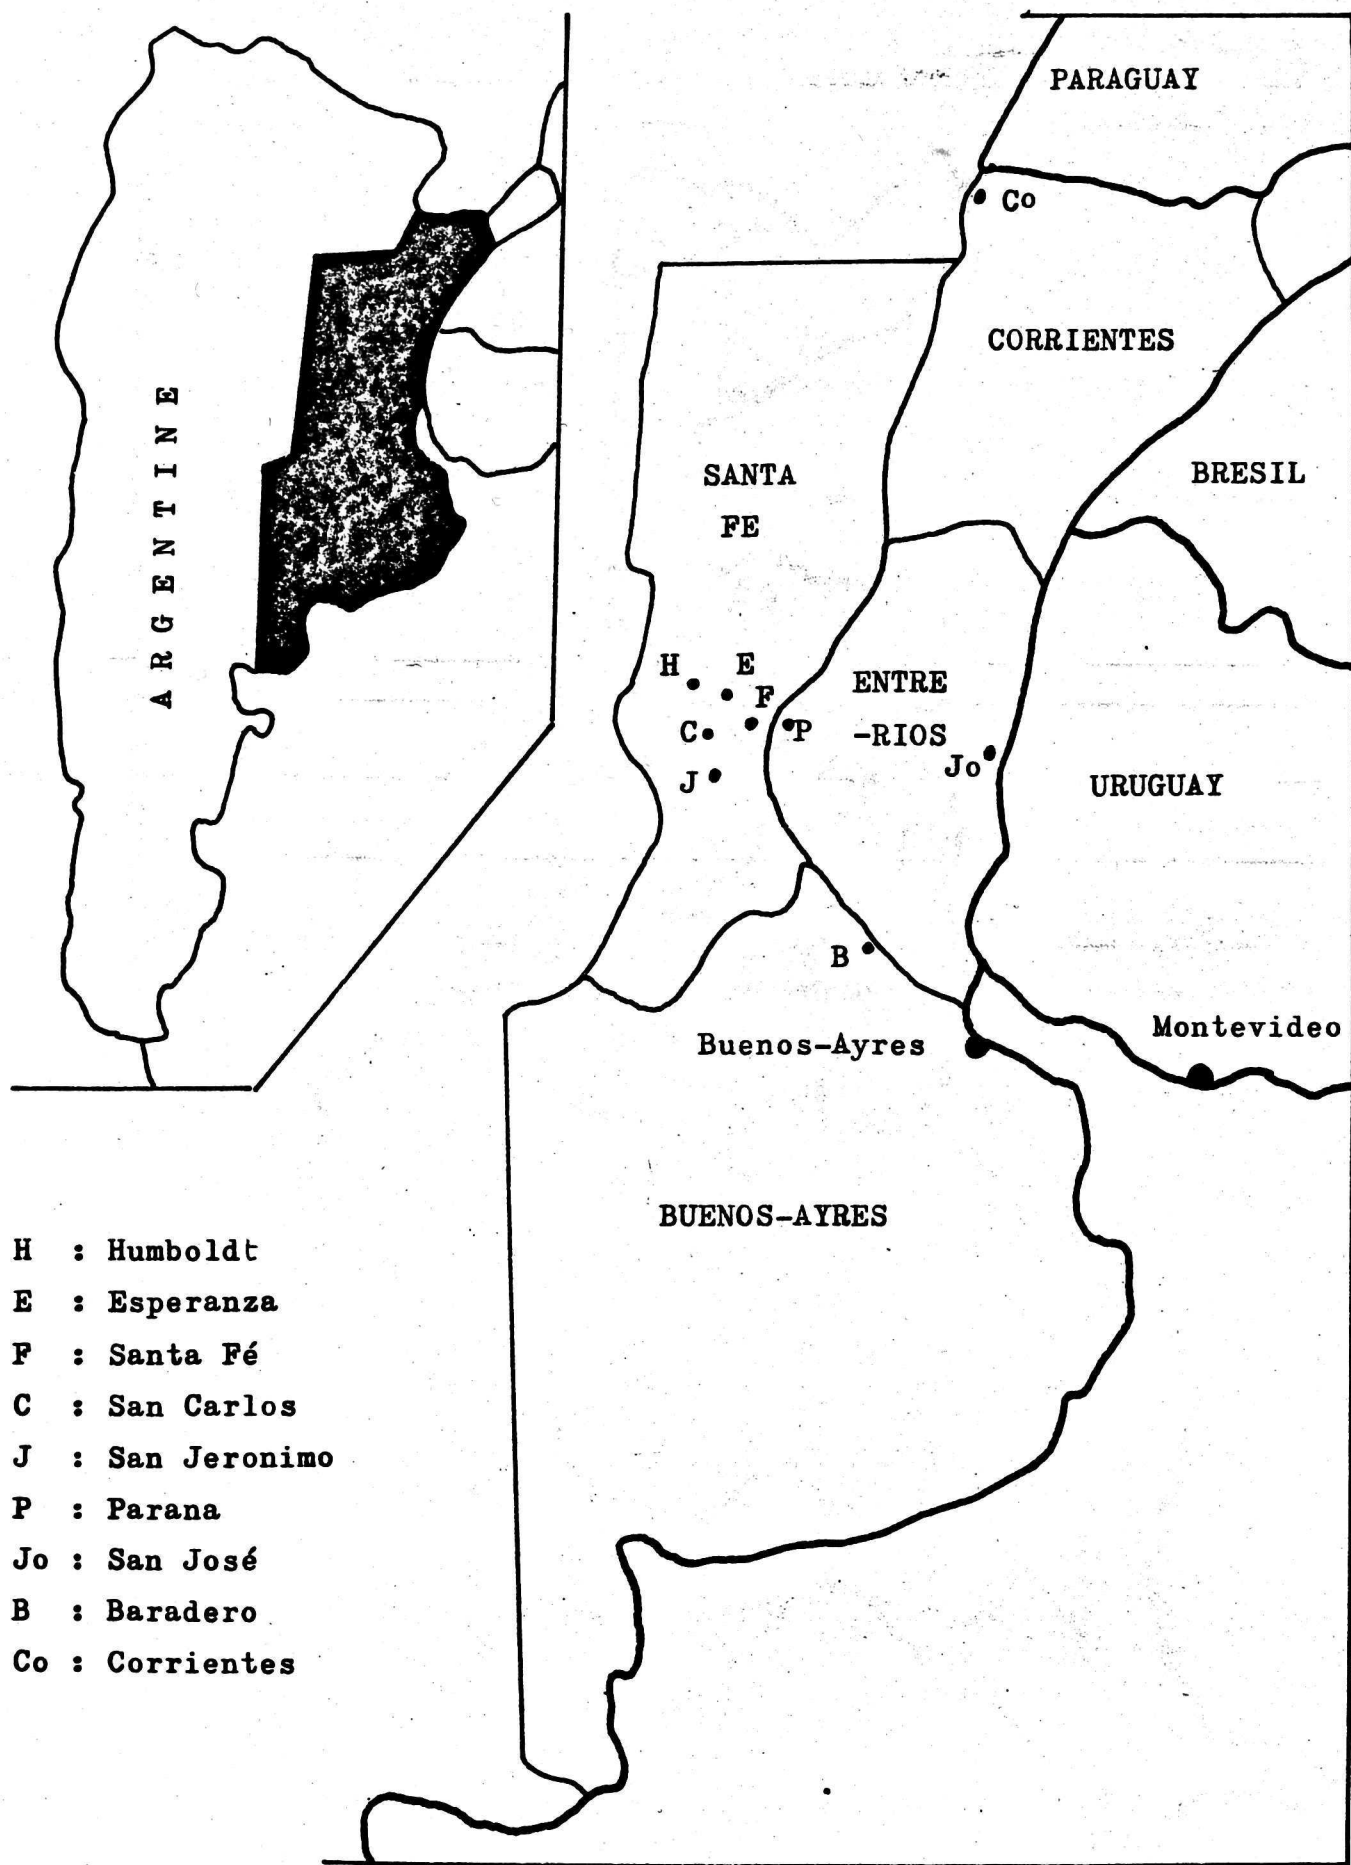 ARGENTINE
PARAGUAY
Co
CORRIENTES
SANTA
FE
BRESIL
H
E
F
ENTRE
-RIOS
C
P
Jo
J
URUGUAY
B
Buenos-Ayres
Montevideo
BUENOS-AYRES
H : Humboldt
E : Esperanza
F : Santa Fé
C : San Carlos
J : San Jeronimo
P : Parana
Jo : San José
B : Baradero
Co : Corrientes